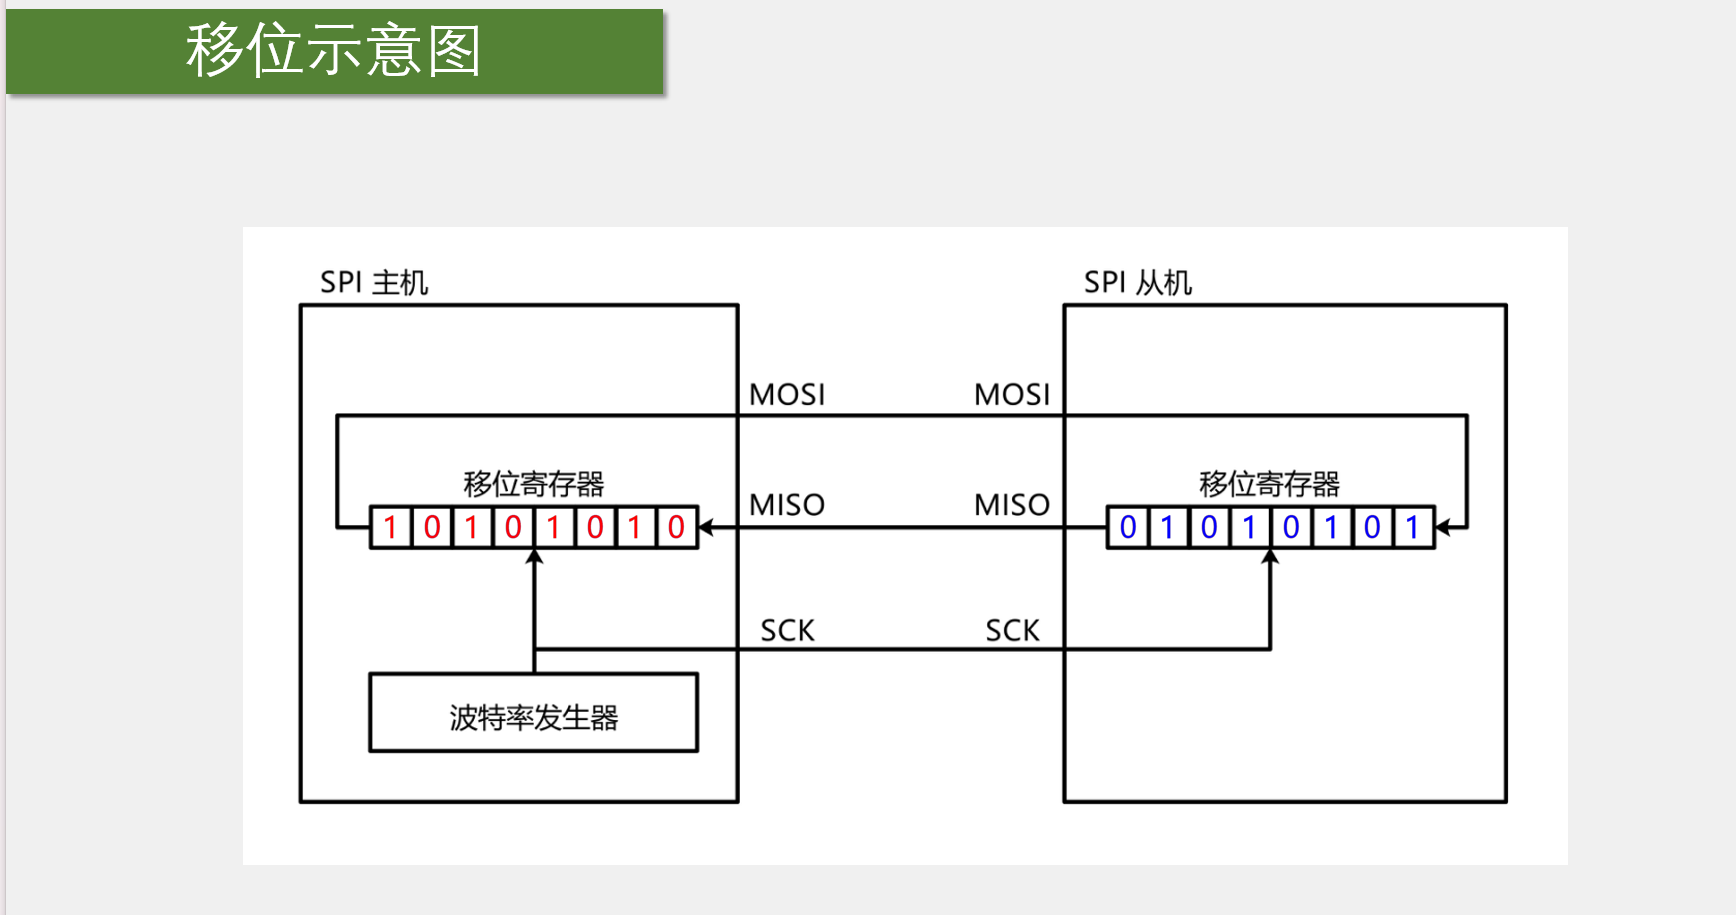 移位示意图
SPI 主机
SPI 从机
MOSI
MOSI
移位寄存器
MISO
MISO
移位寄存器
1 0 1 0 1 0 1 0
0 1 0 1 0 1 0 1
SCK
SCK
波特率发生器